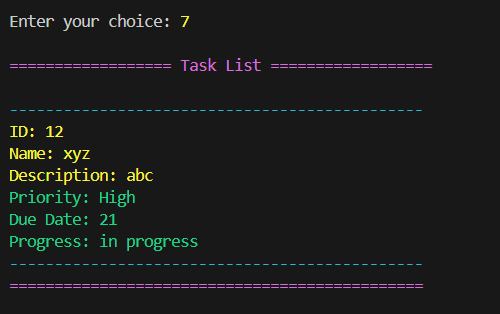 Enter your choice: 7
================== Task List ==================
----------------------------------------------
ID: 12
Name: xyz
Description: abc
Priority: High
Due Date: 21
Progress: in progress
----------------------------------------------
==============================================